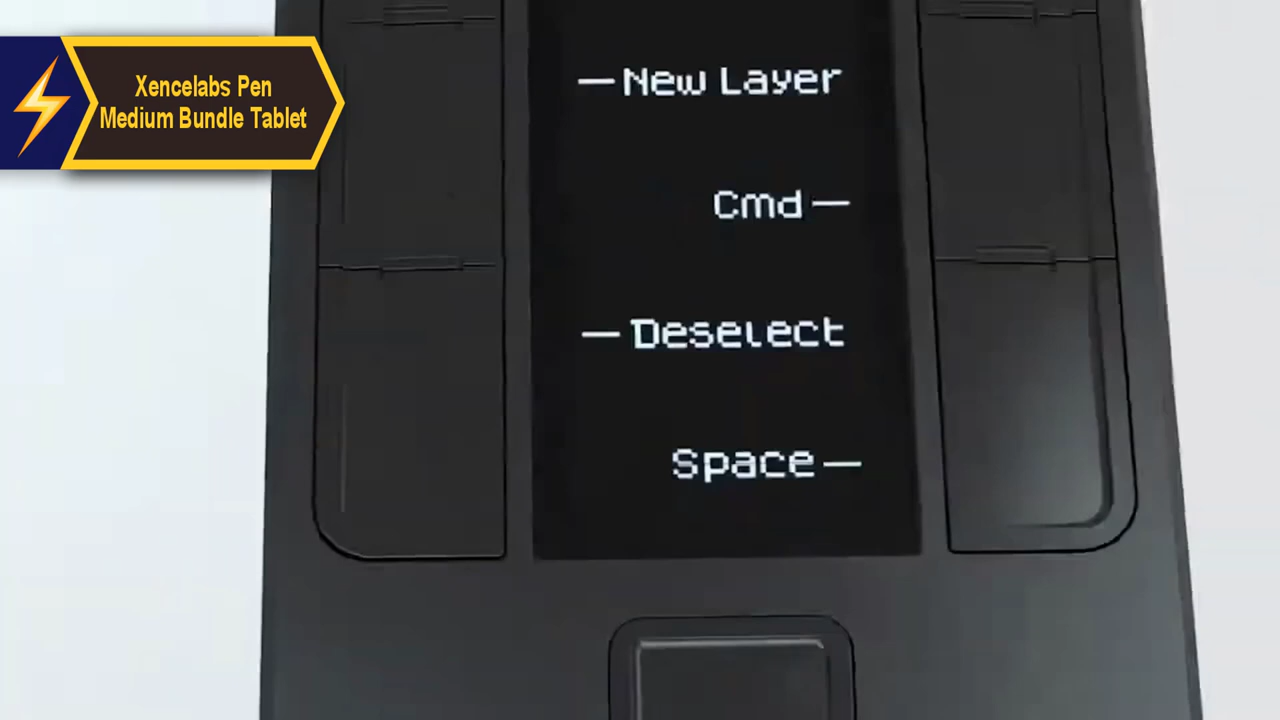 Xencelabs Pen
Medium Bundle Tablet
New Layer
Cmd
Deselect
Space